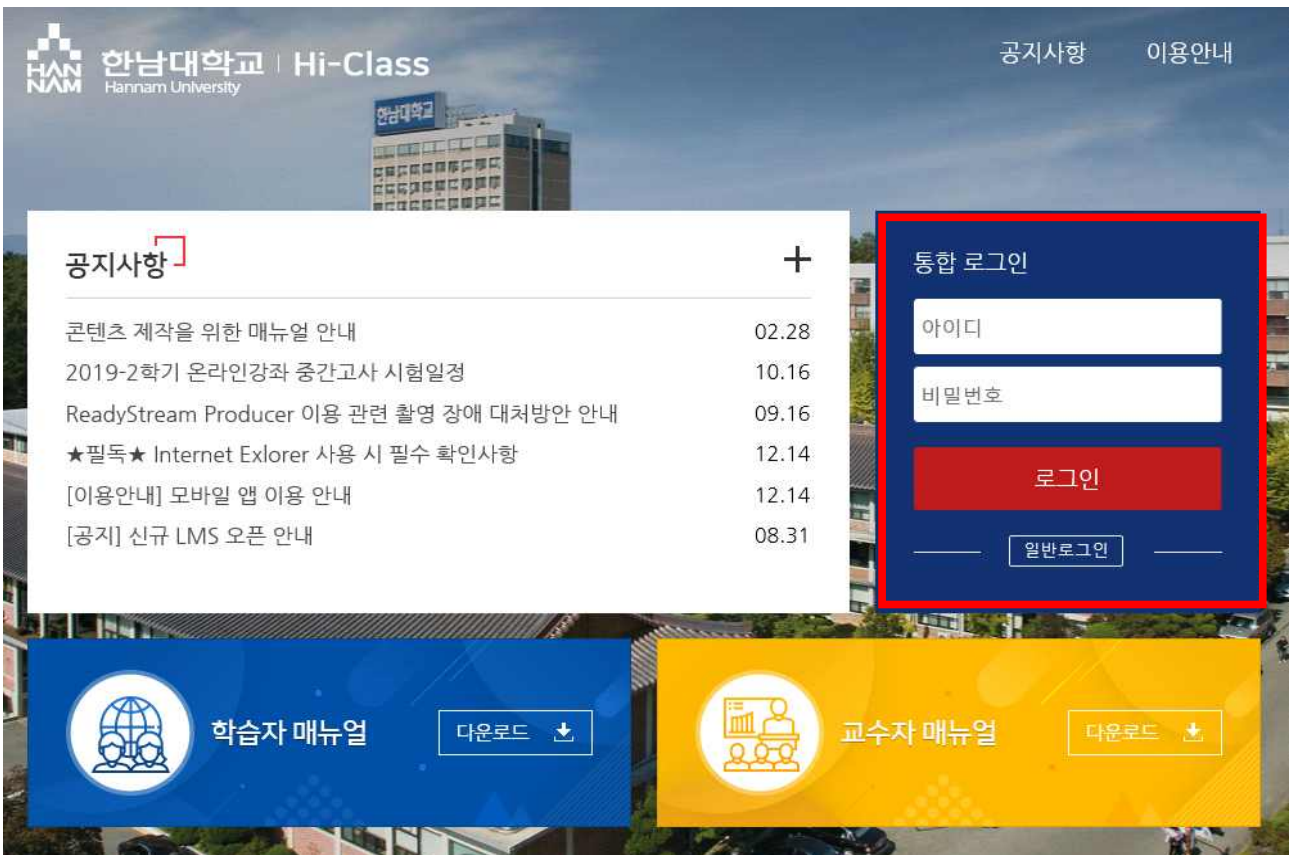 HAN
NAM
한남대학교 | Hi-Class
Hannam University
공지사항 이용안내
한남대학교
공지사항 +
콘텐츠 제작을 위한 매뉴얼 안내 02.28
2019-2학기 온라인강좌 중간고사 시험일정 10.16
ReadyStream Producer 이용 관련 촬영 장애 대처방안 안내 09.16
★필독★ Internet Exlorer 사용 시 필수 확인사항 12.14
[이용안내] 모바일 앱 이용 안내 12.14
[공지] 신규 LMS 오픈 안내 08.31
통합 로그인
아이디
비밀번호
로그인
일반로그인
학습자 매뉴얼 다운로드
교수자 매뉴얼 다운로드